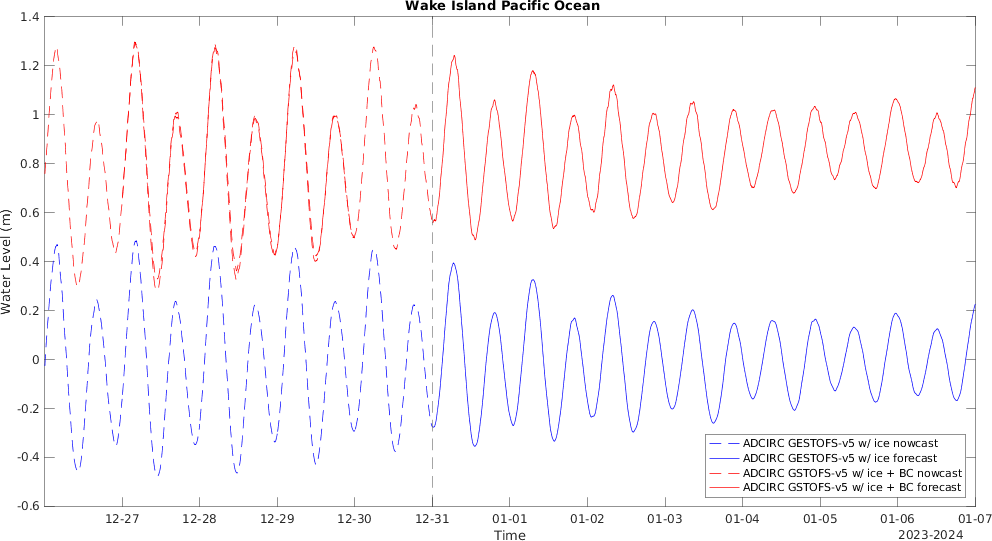 Wake Island Pacific Ocean
1.4
1.2
1
0.8
0.6
0.4
0.2
0
-0.2
-0.4
-0.6
Water Level (m)
ADCIRC GESTOFS-v5 w/ ice nowcast
ADCIRC GESTOFS-v5 w/ ice forecast
ADCIRC GSTOFS-v5 w/ ice + BC nowcast
ADCIRC GSTOFS-v5 w/ ice + BC forecast
12-27 12-28 12-29 12-30 12-31 01-01 01-02 01-03 01-04 01-05 01-06 01-07
Time
2023-2024